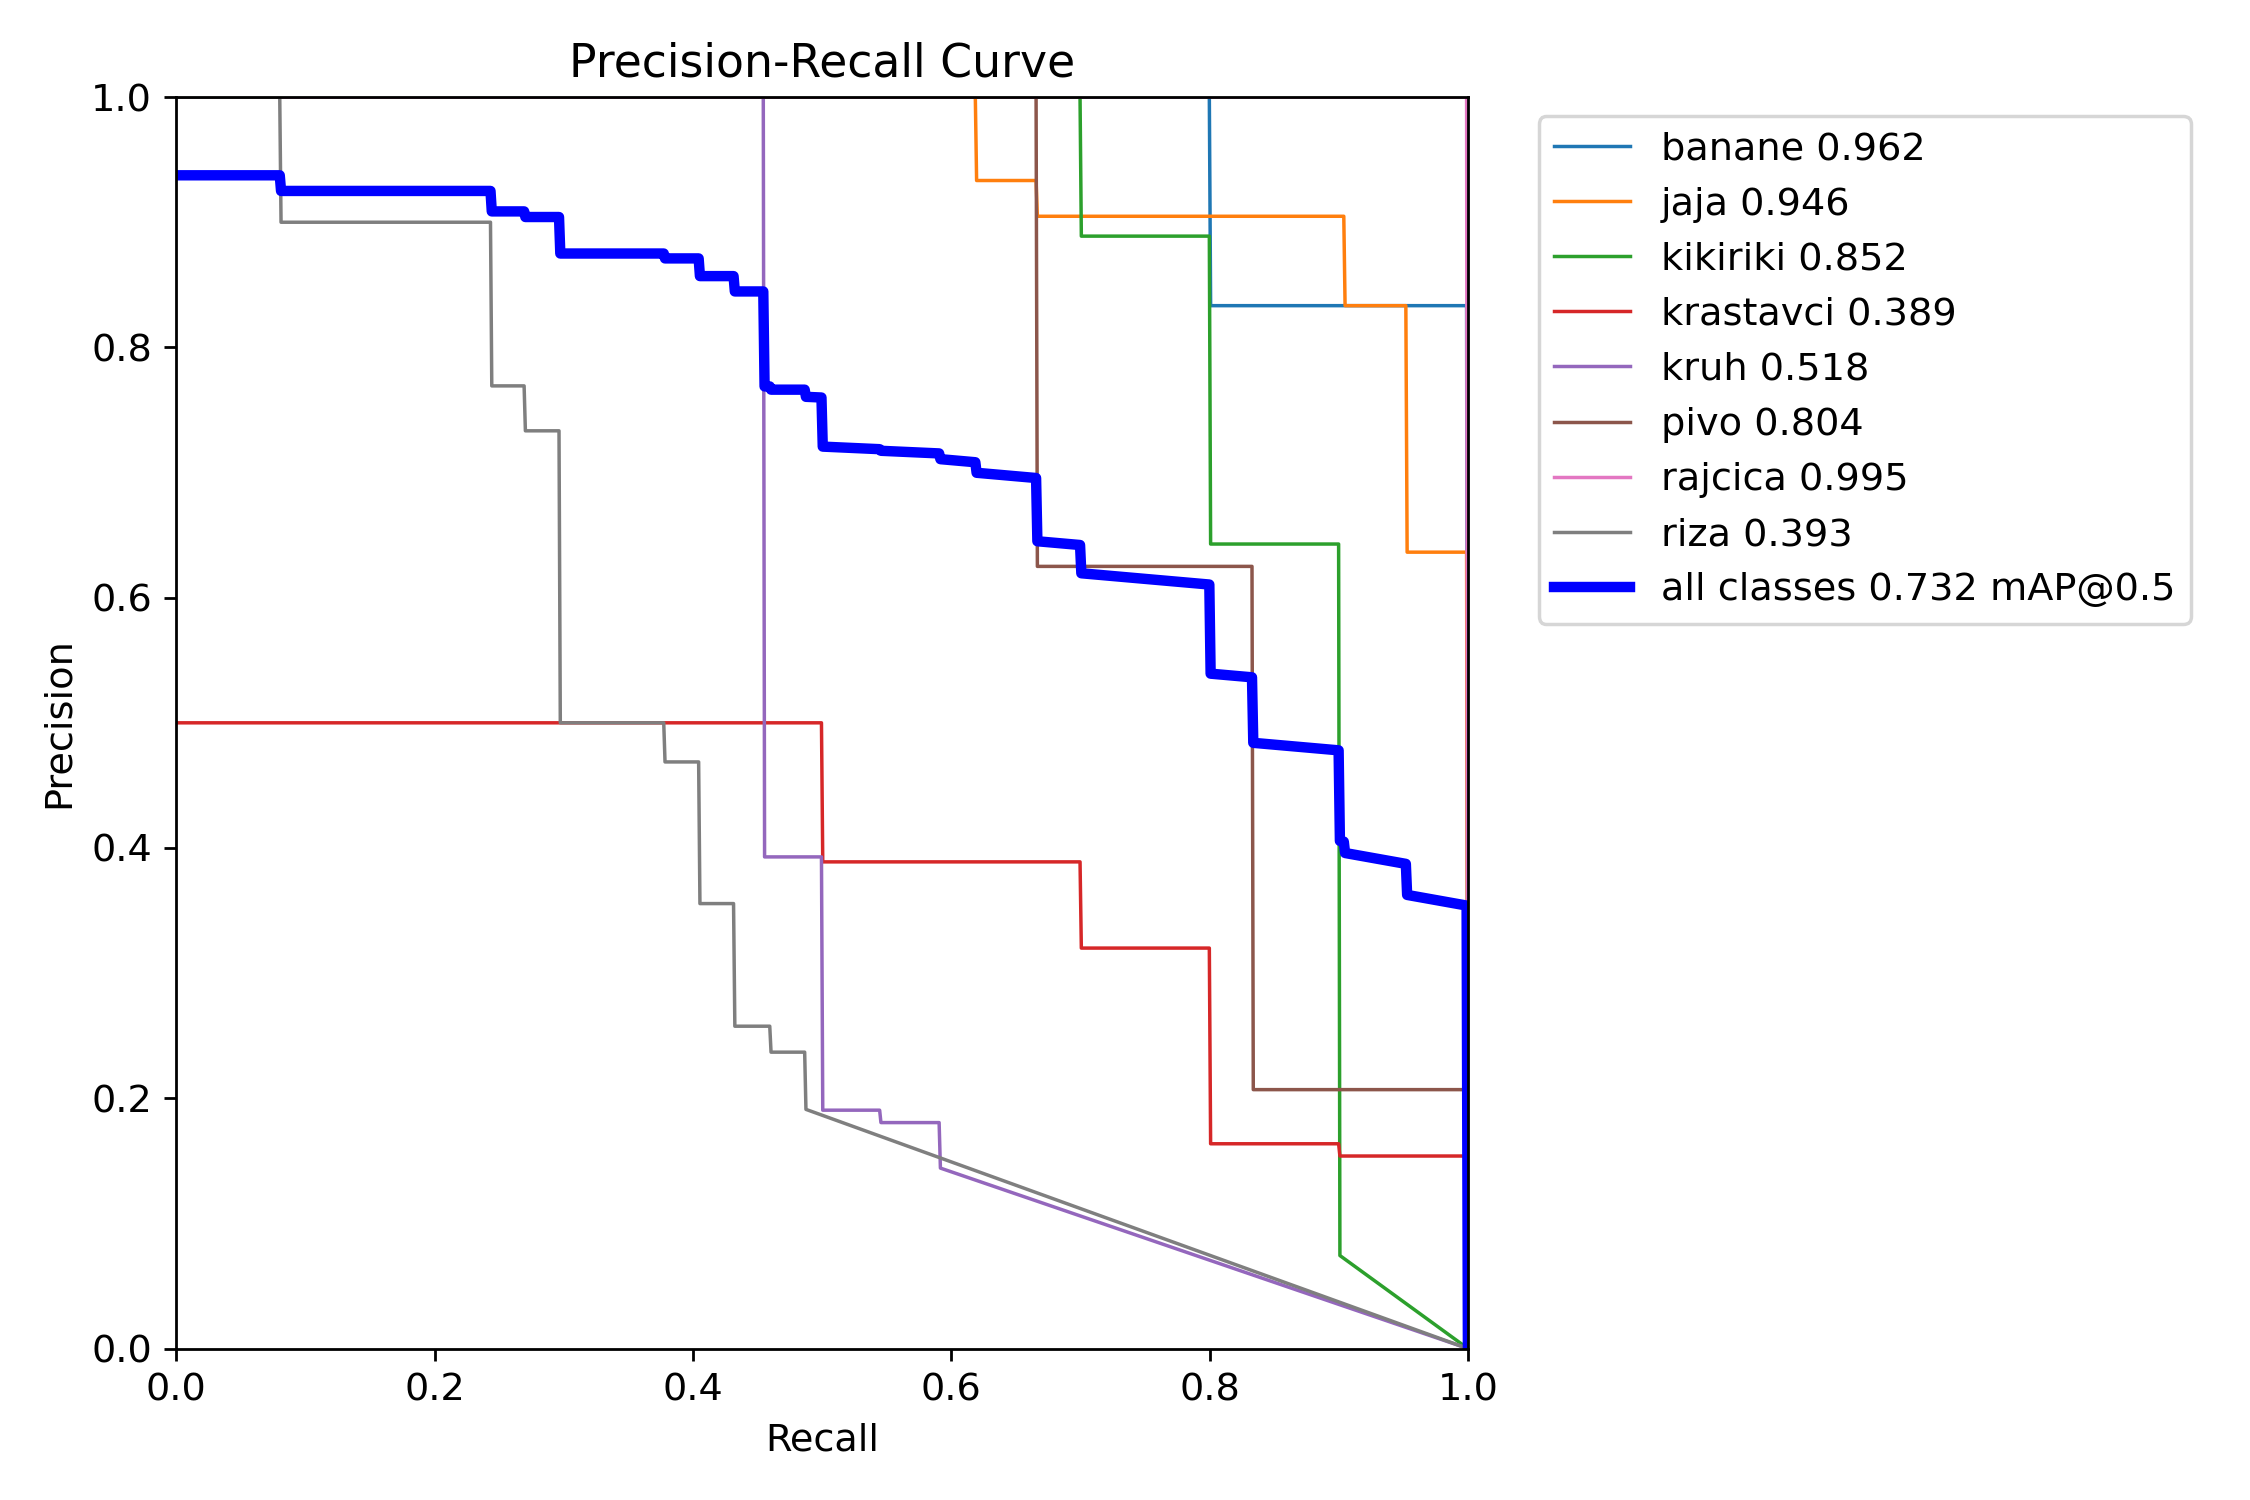 Precision-Recall Curve
1.0
0.8
0.6
0.4
0.2
0.0
Precision
0.0 0.2 0.4 0.6 0.8 1.0
Recall
banane 0.962
jaja 0.946
kikiriki 0.852
krastavci 0.389
kruh 0.518
pivo 0.804
rajcica 0.995
riza 0.393
all classes 0.732 mAP@0.5